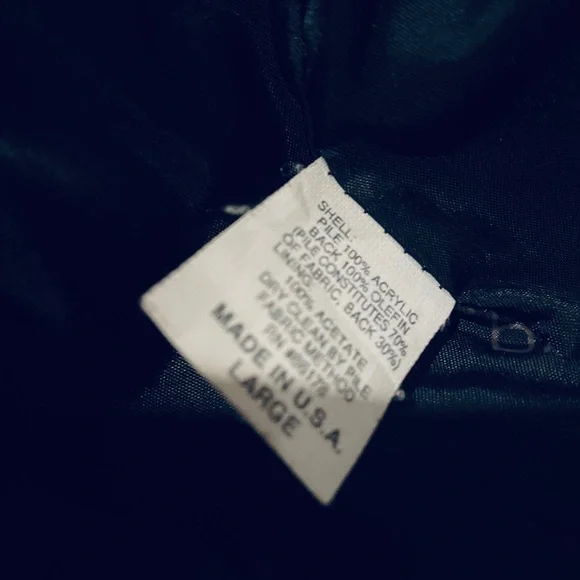 SHELL:
PILE 100% ACRYLIC
BACK 100% OLEFIN
(PILE CONSTITUTES 70%
OF FABRIC, BACK 30%)
LINING:
100% ACETATE
DRY CLEAN BY PILE
FABRIC METHOD
R/N
MADE IN U.S.A.
LARGE